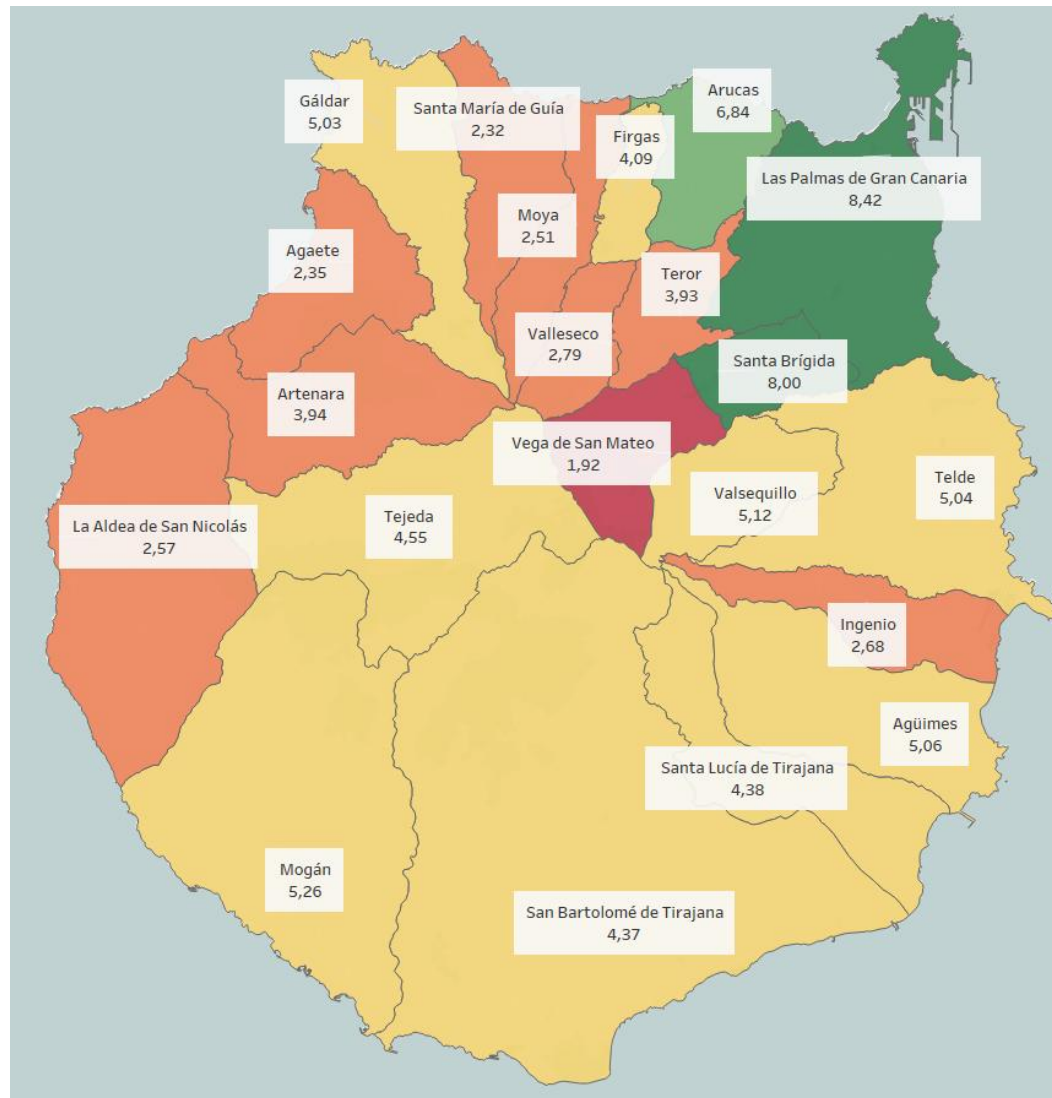 Gáldar
5,03
Santa María de Guía
2,32
Arucas
6,84
Firgas
4,09
Las Palmas de Gran Canaria
8,42
Moya
2,51
Agaete
2,35
Teror
3,93
Valleseco
2,79
Santa Brígida
8,00
Artenara
3,94
Vega de San Mateo
1,92
Telde
5,04
Valsequillo
5,12
La Aldea de San Nicolás
2,57
Tejeda
4,55
Ingenio
2,68
Agüimes
5,06
Santa Lucía de Tirajana
4,38
Mogán
5,26
San Bartolomé de Tirajana
4,37